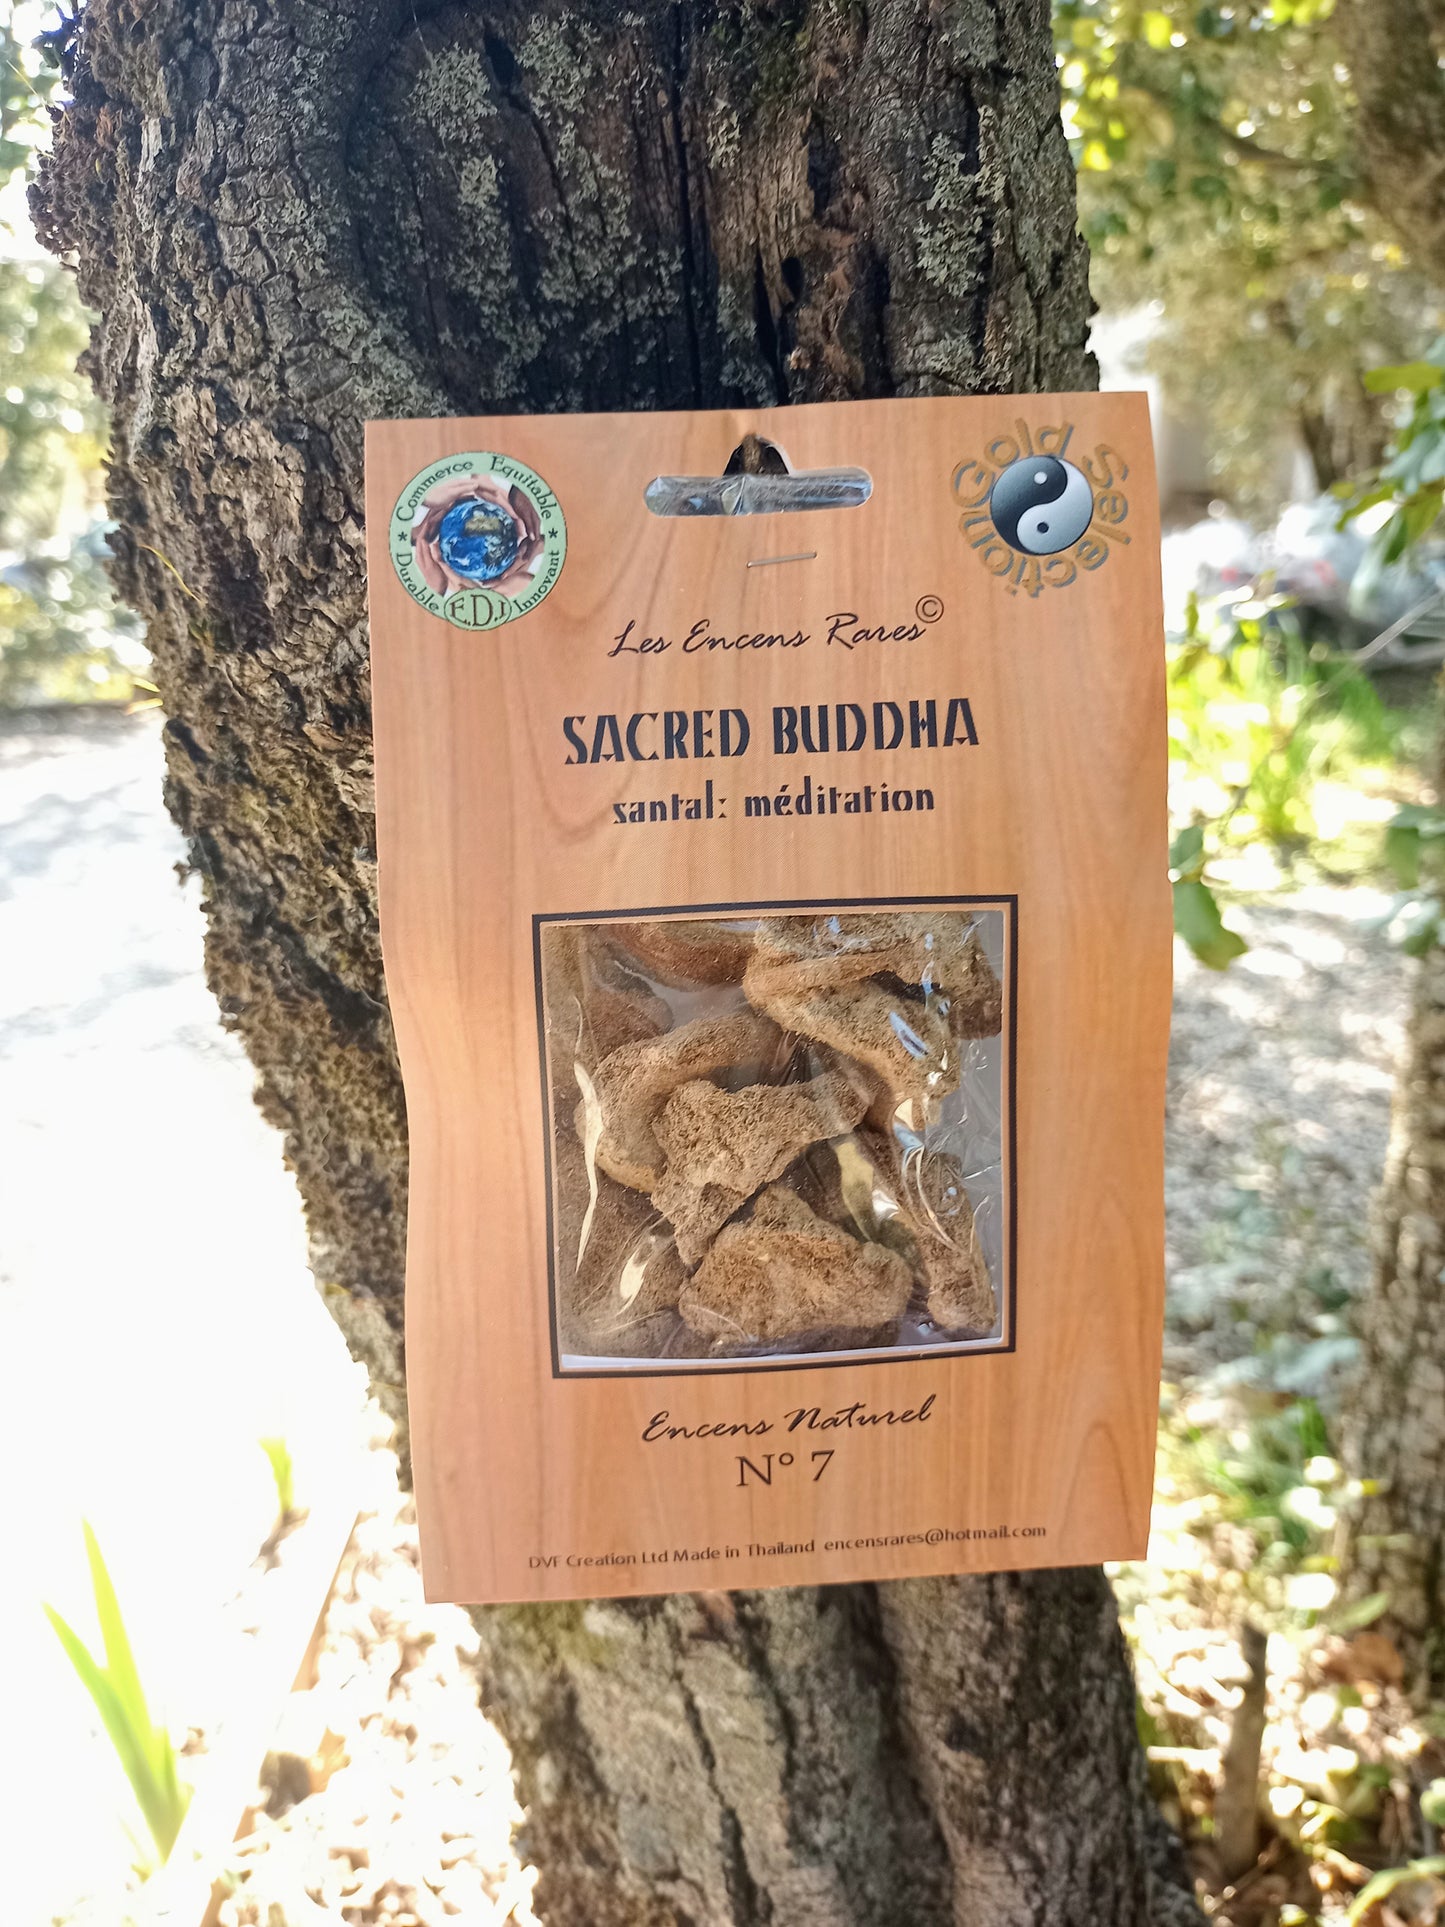 Commerce Equitable
* Durable E.D.I Innovant *
Gold Selection
Les Encens Rares©
SACRED BUDDHA
santal: méditation
Encens Naturel
N° 7
DVF Creation Ltd Made in Thailand encensrares@hotmail.com